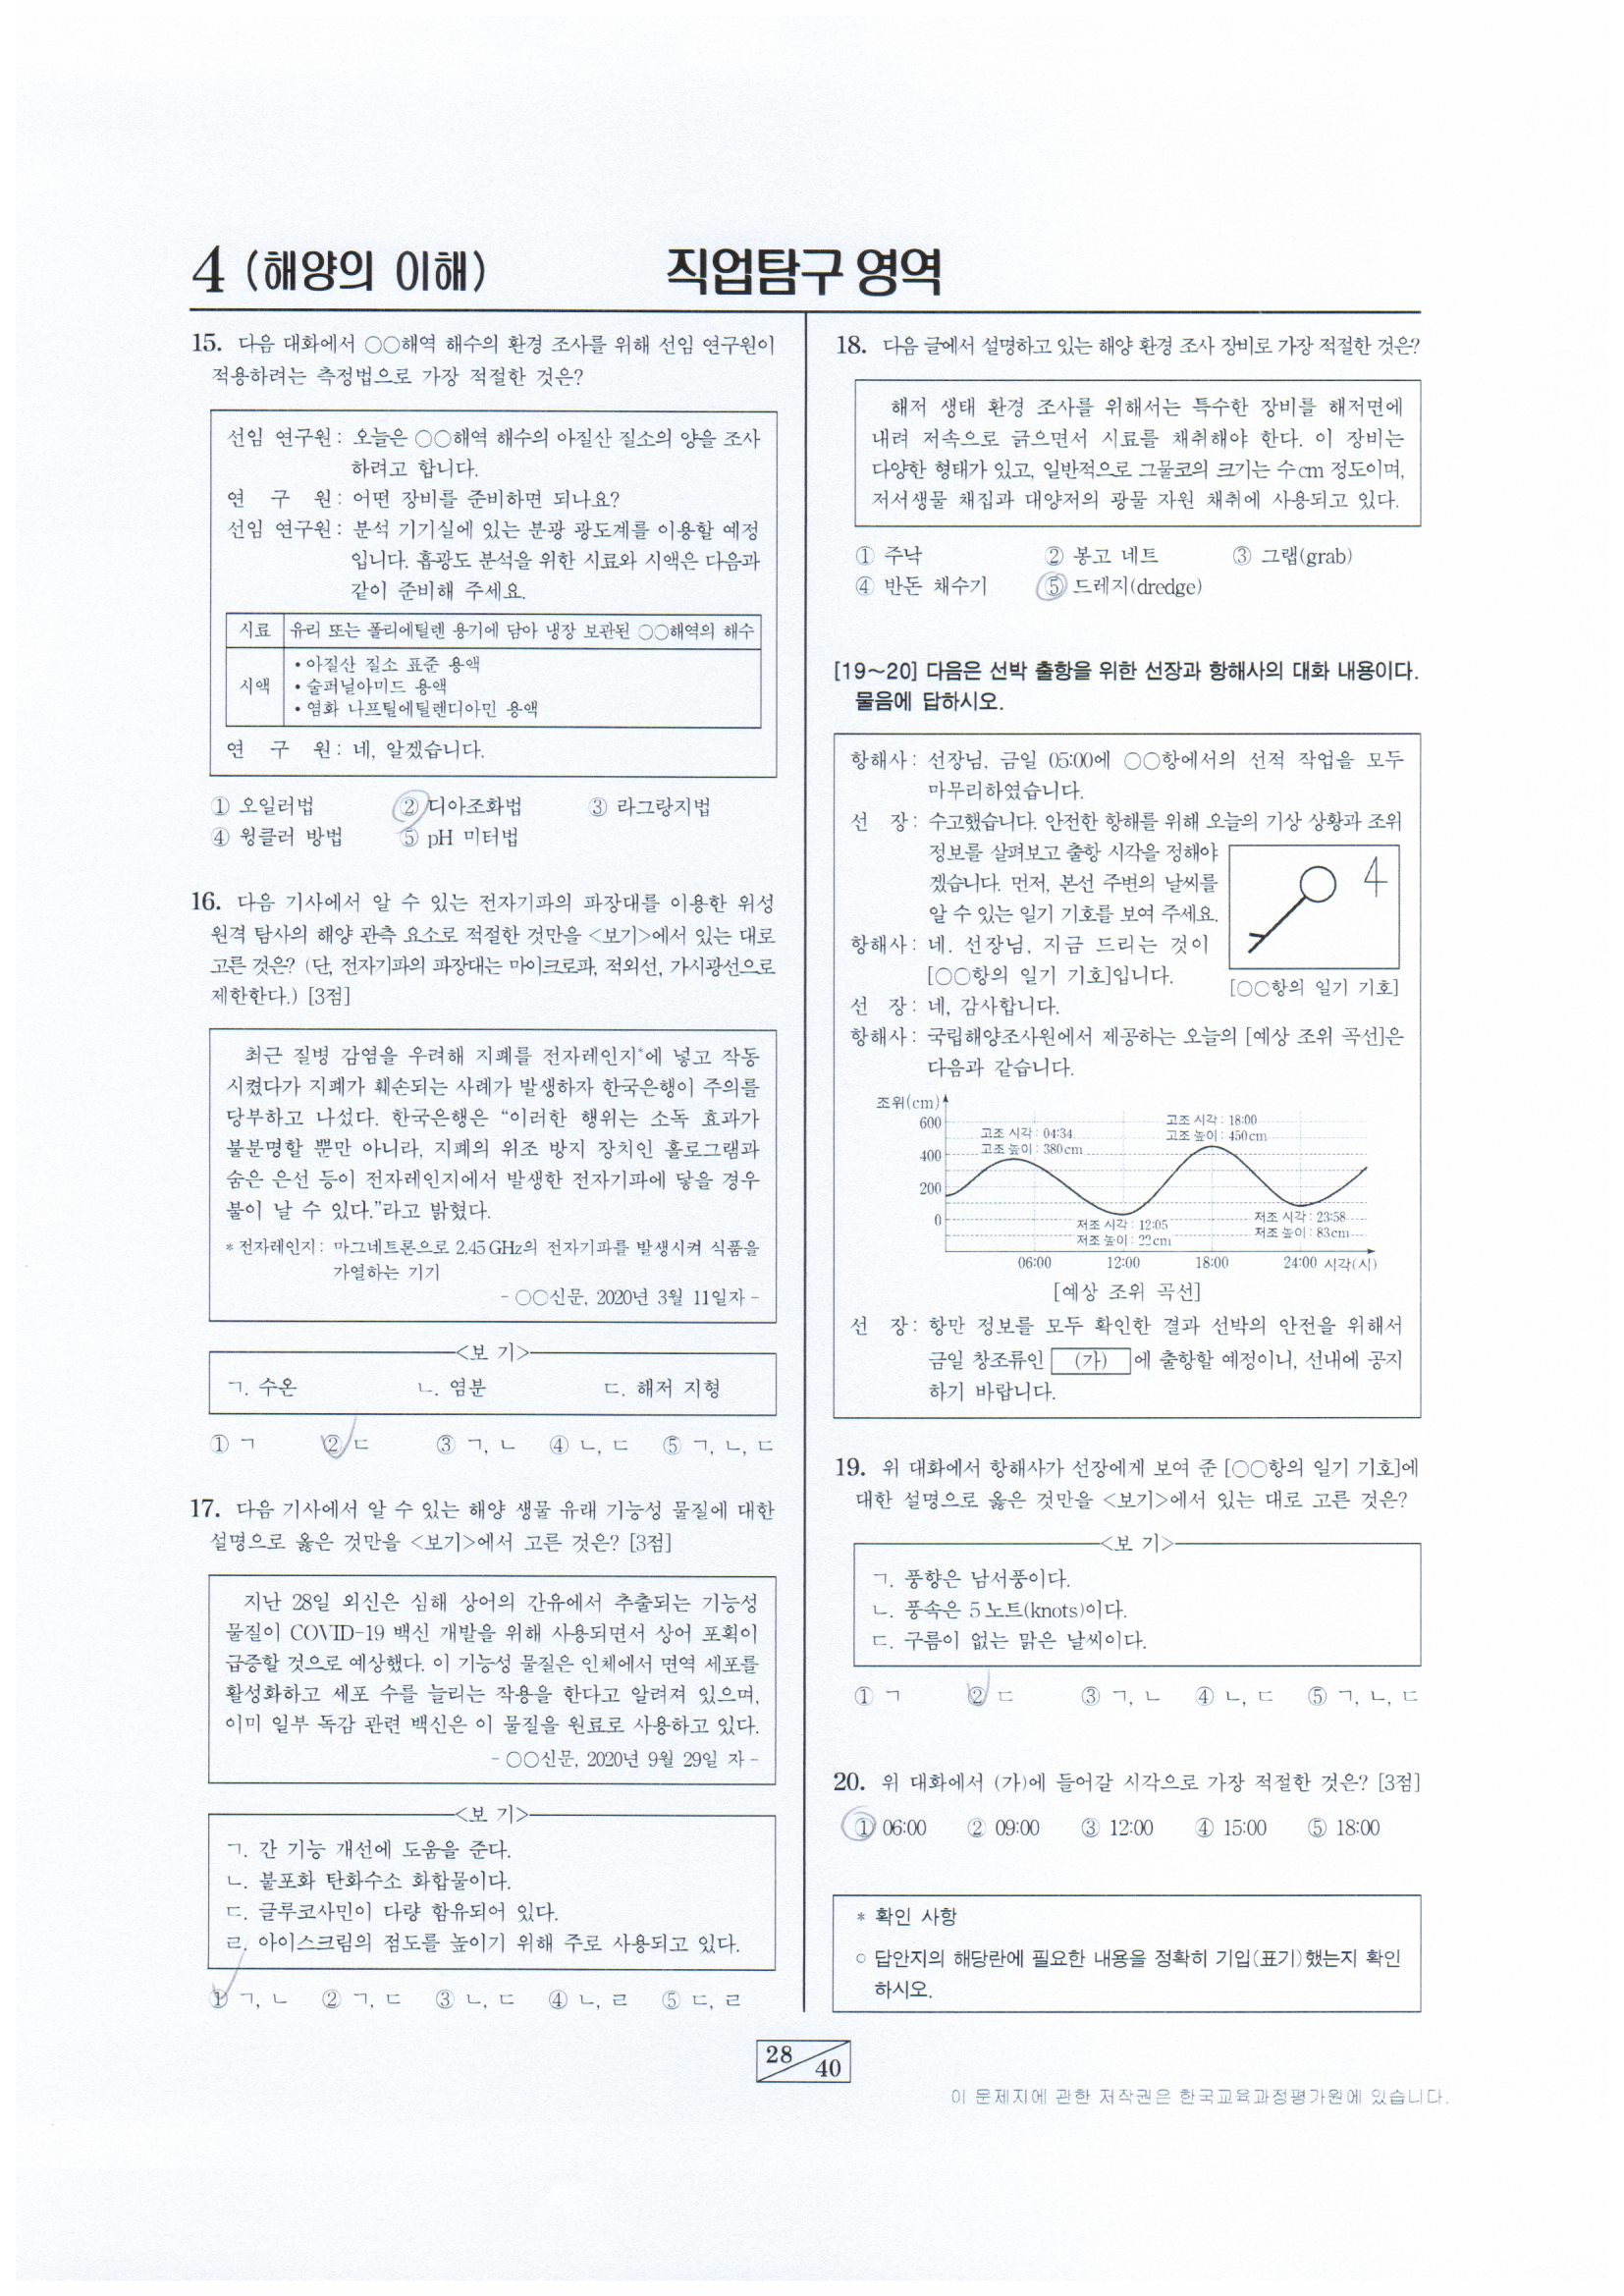 4 (해양의 이해)
직업탐구 영역
15. 다음 대화에서 ○○해역 해수의 환경 조사를 위해 선임 연구원이
적용하려는 측정법으로 가장 적절한 것은?
선임 연구원: 오늘은 ○○해역 해수의 아질산 질소의 양을 조사
하려고 합니다.
연 구 원: 어떤 장비를 준비하면 되나요?
선임 연구원: 분석 기기실에 있는 분광 광도계를 이용할 예정
입니다. 흡광도 분석을 위한 시료와 시액은 다음과
같이 준비해 주세요.
시료 유리 또는 폴리에틸렌 용기에 담아 냉장 보관된 ○○해역의 해수
시액
• 아질산 질소 표준 용액
• 술퍼닐아미드 용액
• 염화 나프틸에틸렌디아민 용액
연 구 원: 네, 알겠습니다.
① 오일러법 ② 디아조화법 ③ 라그랑지법
④ 윙클러 방법 ⑤ pH 미터법
16. 다음 기사에서 알 수 있는 전자기파의 파장대를 이용한 위성
원격 탐사의 해양 관측 요소로 적절한 것만을 <보기>에서 있는 대로
고른 것은? (단, 전자기파의 파장대는 마이크로파, 적외선, 가시광선으로
제한한다.) [3점]
최근 질병 감염을 우려해 지폐를 전자레인지*에 넣고 작동
시켰다가 지폐가 훼손되는 사례가 발생하자 한국은행이 주의를
당부하고 나섰다. 한국은행은 “이러한 행위는 소독 효과가
불분명할 뿐만 아니라, 지폐의 위조 방지 장치인 홀로그램과
숨은 은선 등이 전자레인지에서 발생한 전자기파에 닿을 경우
불이 날 수 있다.”라고 밝혔다.
* 전자레인지: 마그네트론으로 2.45 GHz의 전자기파를 발생시켜 식품을
가열하는 기기
- ○○신문, 2020년 3월 11일자 -
<보 기>
ㄱ. 수온 ㄴ. 염분 ㄷ. 해저 지형
① ㄱ ② ㄷ ③ ㄱ, ㄴ ④ ㄴ, ㄷ ⑤ ㄱ, ㄴ, ㄷ
17. 다음 기사에서 알 수 있는 해양 생물 유래 기능성 물질에 대한
설명으로 옳은 것만을 <보기>에서 고른 것은? [3점]
지난 28일 외신은 심해 상어의 간유에서 추출되는 기능성
물질이 COVID-19 백신 개발을 위해 사용되면서 상어 포획이
급증할 것으로 예상했다. 이 기능성 물질은 인체에서 면역 세포를
활성화하고 세포 수를 늘리는 작용을 한다고 알려져 있으며,
이미 일부 독감 관련 백신은 이 물질을 원료로 사용하고 있다.
- ○○신문, 2020년 9월 29일 자 -
<보 기>
ㄱ. 간 기능 개선에 도움을 준다.
ㄴ. 불포화 탄화수소 화합물이다.
ㄷ. 글루코사민이 다량 함유되어 있다.
ㄹ. 아이스크림의 점도를 높이기 위해 주로 사용되고 있다.
① ㄱ, ㄴ ② ㄱ, ㄷ ③ ㄴ, ㄷ ④ ㄴ, ㄹ ⑤ ㄷ, ㄹ
18. 다음 글에서 설명하고 있는 해양 환경 조사 장비로 가장 적절한 것은?
해저 생태 환경 조사를 위해서는 특수한 장비를 해저면에
내려 저속으로 긁으면서 시료를 채취해야 한다. 이 장비는
다양한 형태가 있고, 일반적으로 그물코의 크기는 수 cm 정도이며,
저서생물 채집과 대양저의 광물 자원 채취에 사용되고 있다.
① 주낙 ② 봉고 네트 ③ 그랩(grab)
④ 반돈 채수기 ⑤ 드레지(dredge)
[19~20] 다음은 선박 출항을 위한 선장과 항해사의 대화 내용이다.
물음에 답하시오.
항해사: 선장님, 금일 05:00에 ○○항에서의 선적 작업을 모두
마무리하였습니다.
선 장: 수고했습니다. 안전한 항해를 위해 오늘의 기상 상황과 조위
정보를 살펴보고 출항 시각을 정해야
겠습니다. 먼저, 본선 주변의 날씨를
알 수 있는 일기 기호를 보여 주세요.
4
항해사: 네. 선장님, 지금 드리는 것이
[○○항의 일기 기호]입니다.
[○○항의 일기 기호]
선 장: 네, 감사합니다.
항해사: 국립해양조사원에서 제공하는 오늘의 [예상 조위 곡선]은
다음과 같습니다.
조위(cm)
600
400
200
0
고조 시각 : 04:34
고조 높이 : 380cm
고조 시각 : 18:00
고조 높이 : 450cm
저조 시각 : 12:05
저조 높이 : 22cm
저조 시각 : 23:58
저조 높이 : 83cm
06:00 12:00 18:00 24:00 시각(시)
[예상 조위 곡선]
선 장: 항만 정보를 모두 확인한 결과 선박의 안전을 위해서
금일 창조류인 (가) 에 출항할 예정이니, 선내에 공지
하기 바랍니다.
19. 위 대화에서 항해사가 선장에게 보여 준 [○○항의 일기 기호]에
대한 설명으로 옳은 것만을 <보기>에서 있는 대로 고른 것은?
<보 기>
ㄱ. 풍향은 남서풍이다.
ㄴ. 풍속은 5 노트(knots)이다.
ㄷ. 구름이 없는 맑은 날씨이다.
① ㄱ ② ㄷ ③ ㄱ, ㄴ ④ ㄴ, ㄷ ⑤ ㄱ, ㄴ, ㄷ
20. 위 대화에서 (가)에 들어갈 시각으로 가장 적절한 것은? [3점]
① 06:00 ② 09:00 ③ 12:00 ④ 15:00 ⑤ 18:00
* 확인 사항
○ 답안지의 해당란에 필요한 내용을 정확히 기입(표기)했는지 확인
하시오.
28
40
이 문제지에 관한 저작권은 한국교육과정평가원에 있습니다.